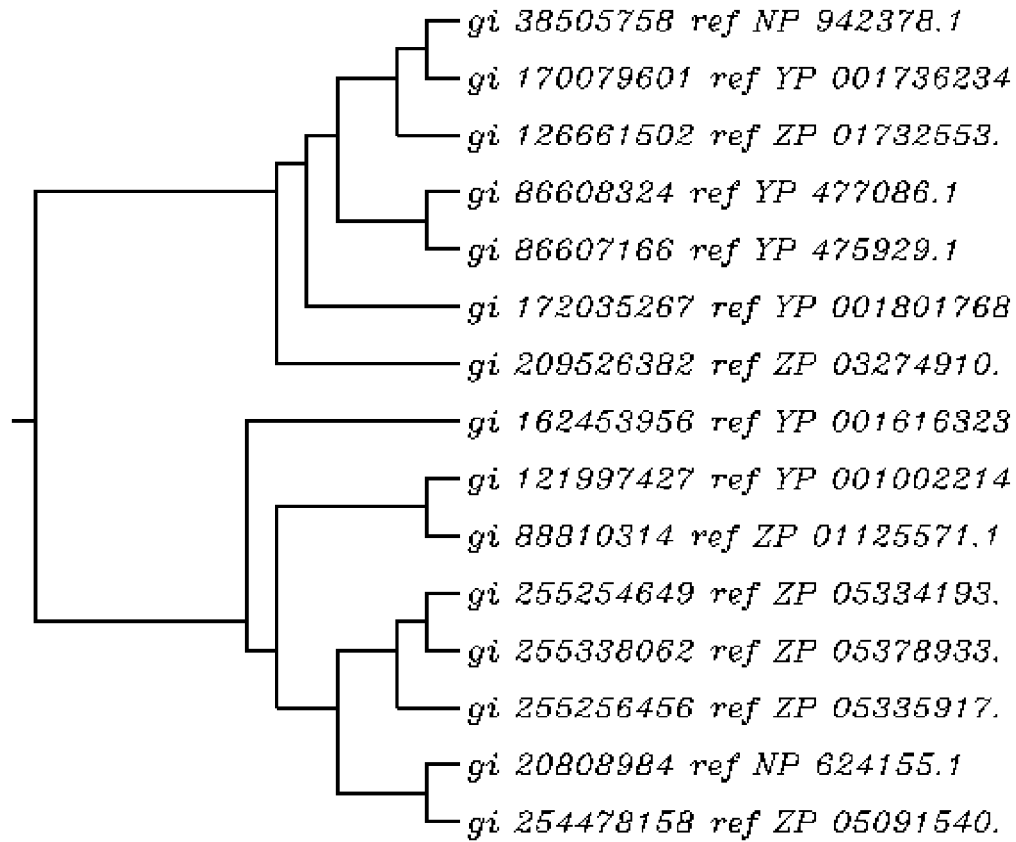 gi 38505758 ref NP 942378.1
gi 170079601 ref YP 001736234
gi 126661502 ref ZP 01732553.
gi 86608324 ref YP 477086.1
gi 86607166 ref YP 475929.1
gi 172035267 ref YP 001801768
gi 209526382 ref ZP 03274910.
gi 162453956 ref YP 001616323
gi 121997427 ref YP 001002214
gi 88810314 ref ZP 01125571.1
gi 255254649 ref ZP 05334193.
gi 255338062 ref ZP 05378933.
gi 255256456 ref ZP 05335917.
gi 20808984 ref NP 624155.1
gi 254478158 ref ZP 05091540.